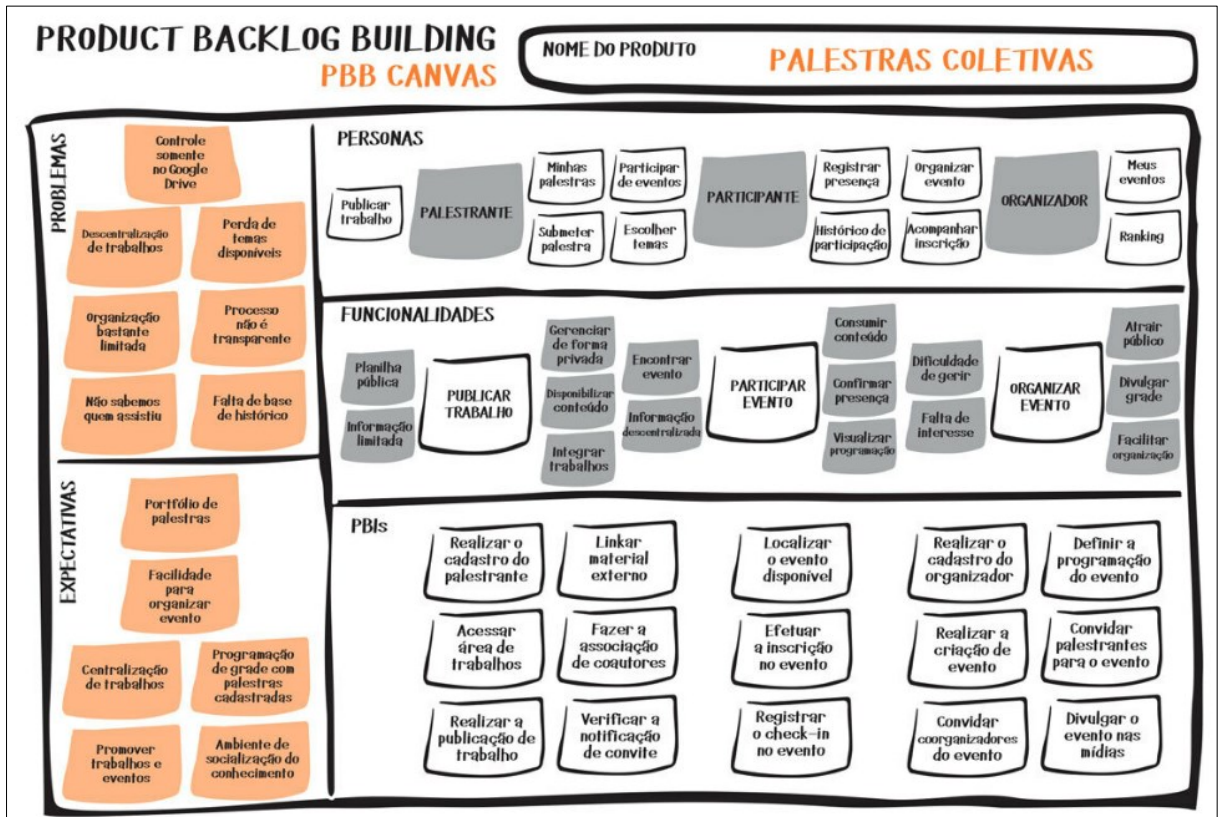 PRODUCT BACKLOG BUILDING
PBB CANVAS
NOME DO PRODUTO
PALESTRAS COLETIVAS
PROBLEMAS
Controle
somente
no Google
Drive
Descentralização
de trabalhos
Perda de
temas
disponíveis
Organização
bastante
limitada
Processo
não é
transparente
Não sabemos
quem assistiu
Falta de base
de histórico
EXPECTATIVAS
Portfólio de
palestras
Facilidade
para
organizar
evento
Centralização
de trabalhos
Programação
de grade com
palestras
cadastradas
Promover
trabalhos e
eventos
Ambiente de
socialização do
conhecimento
PERSONAS
Publicar
trabalho
PALESTRANTE
Minhas
palestras
Participar
de eventos
Submeter
palestra
Escolher
temas
PARTICIPANTE
Registrar
presença
Organizar
evento
Histórico de
participação
Acompanhar
inscrição
ORGANIZADOR
Meus
eventos
Ranking
FUNCIONALIDADES
Planilha
pública
Informação
limitada
PUBLICAR
TRABALHO
Gerenciar
de forma
privada
Disponibilizar
conteúdo
Integrar
trabalhos
Encontrar
evento
Informação
descentralizada
PARTICIPAR
EVENTO
Consumir
conteúdo
Confirmar
presença
Visualizar
programação
Dificuldade
de gerir
Falta de
interesse
ORGANIZAR
EVENTO
Atrair
público
Divulgar
grade
Facilitar
organização
PBIs
Realizar o
cadastro do
palestrante
Linkar
material
externo
Localizar
o evento
disponível
Realizar o
cadastro do
organizador
Definir a
programação
do evento
Acessar
área de
trabalhos
Fazer a
associação
de coautores
Efetuar
a inscrição
no evento
Realizar a
criação de
evento
Convidar
palestrantes
para o evento
Realizar a
publicação de
trabalho
Verificar a
notificação
de convite
Registrar
o check-in
no evento
Convidar
coorganizadores
do evento
Divulgar o
evento nas
mídias